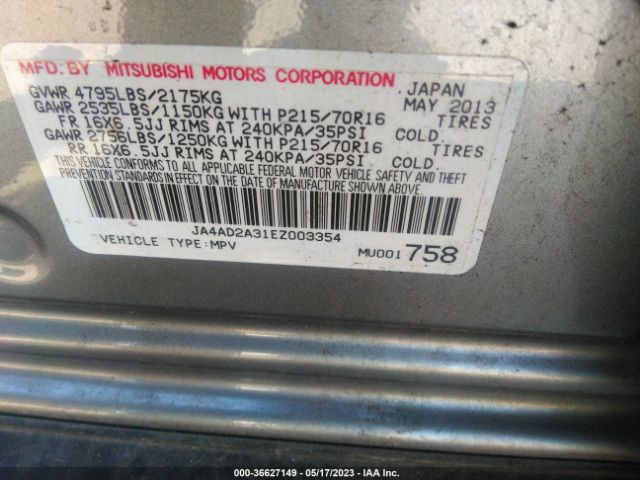 MFD. BY MITSUBISHI MOTORS CORPORATION JAPAN
GVWR 4795LBS/2175KG MAY 2013
GAWR 2535LBS/1150KG WITH P215/70R16 TIRES
FR 16X6.5JJ RIMS AT 240KPA/35PSI COLD.
GAWR 2756LBS/1250KG WITH P215/70R16 TIRES
RR 16X6.5JJ RIMS AT 240KPA/35PSI COLD.
THIS VEHICLE CONFORMS TO ALL APPLICABLE FEDERAL MOTOR VEHICLE SAFETY AND THEFT
PREVENTION STANDARDS IN EFFECT ON THE DATE OF MANUFACTURE SHOWN ABOVE.
JA4AD2A31EZ003354
VEHICLE TYPE:MPV MU001 758
000-36627149 — 05/17/2023 — IAA Inc.